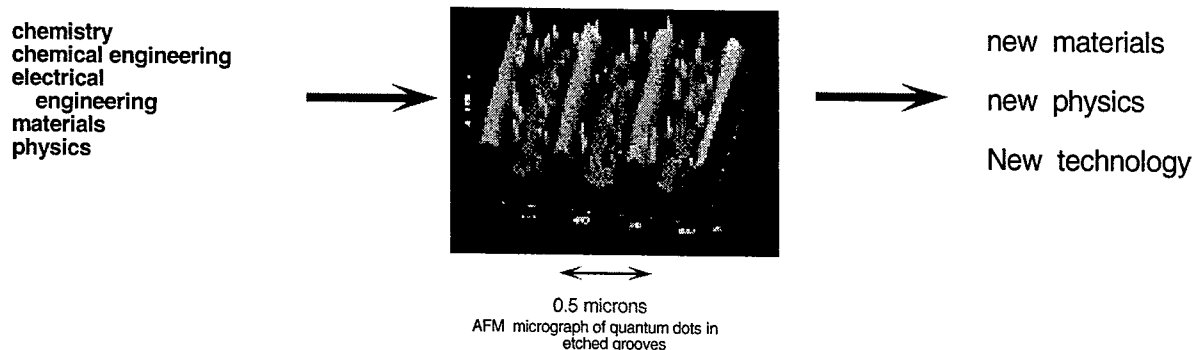 chemistry
chemical engineering
electrical
engineering
materials
physics
new materials
new physics
New technology
0.5 microns
AFM micrograph of quantum dots in
etched grooves